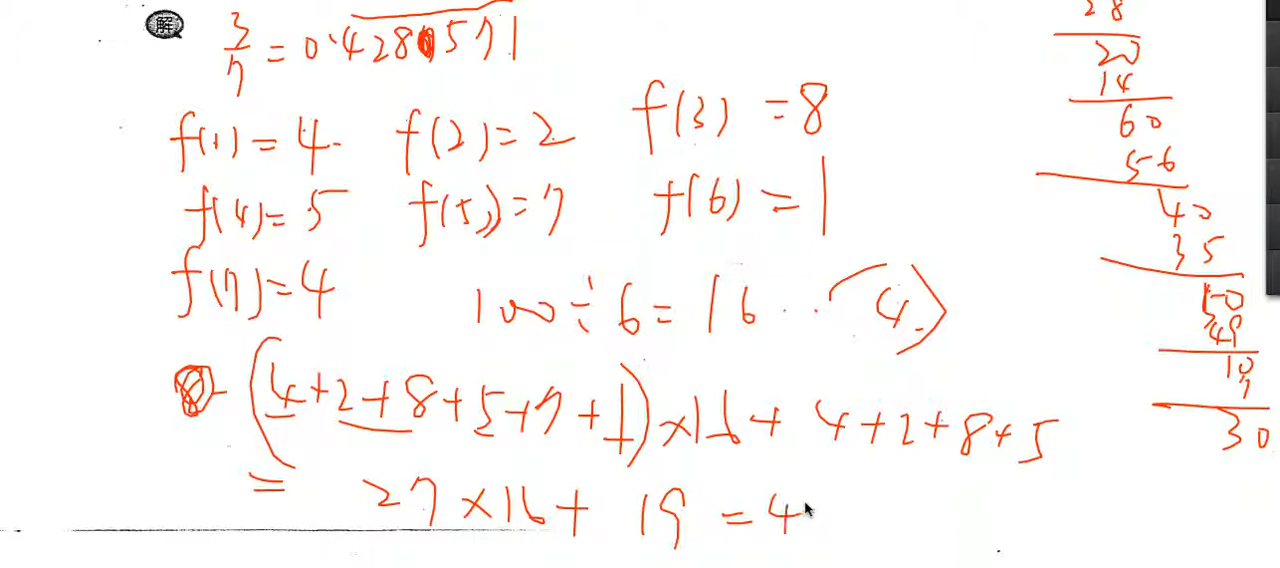 解
3/7 = 0.428571
f(1) = 4 f(2) = 2 f(3) = 8
f(4) = 5 f(5) = 7 f(6) = 1
f(7) = 4
100 ÷ 6 = 16 ... 4
(4+2+8+5+7+1)×16+ 4+2+8+5
= 27×16+ 19 = 4
28
20
14
60
56
40
35
50
49
10
7
30